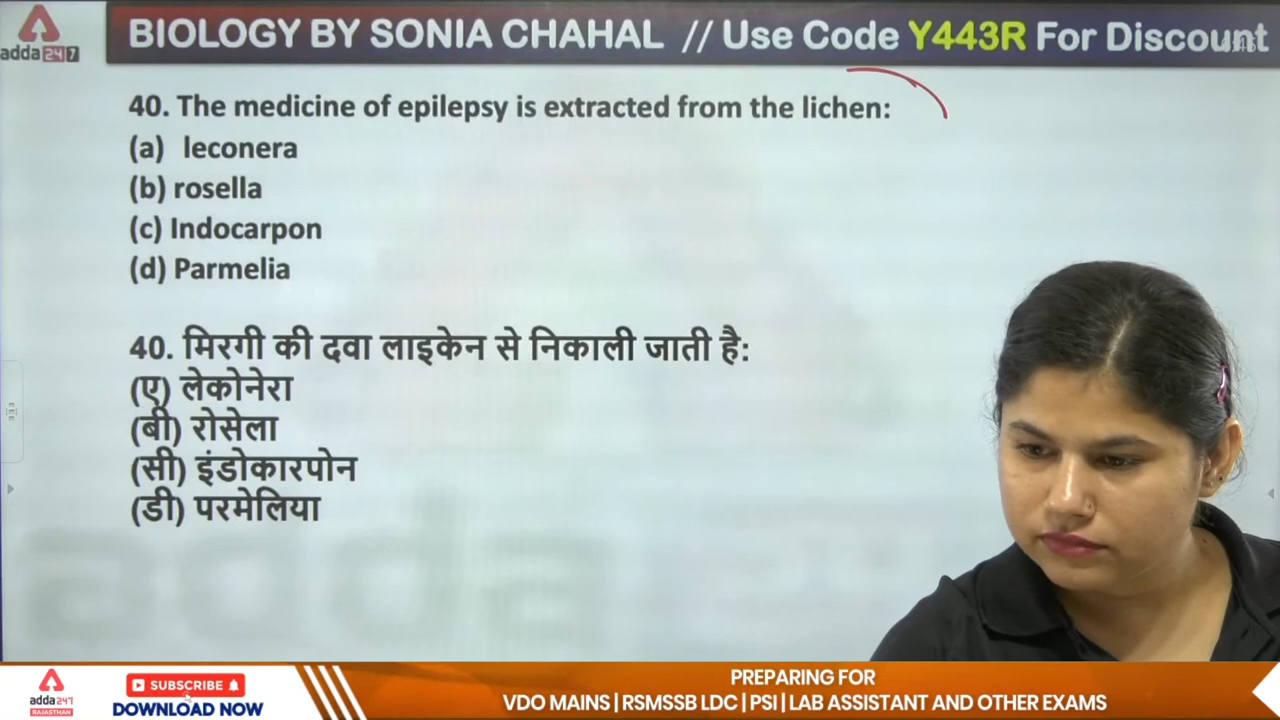 adda247
BIOLOGY BY SONIA CHAHAL // Use Code Y443R For Discount
40. The medicine of epilepsy is extracted from the lichen:
(a) leconera
(b) rosella
(c) Indocarpon
(d) Parmelia
40. मिरगी की दवा लाइकेन से निकाली जाती है:
(ए) लेकोनेरा
(बी) रोसेला
(सी) इंडोकारपोन
(डी) परमेलिया
adda
adda247
RAJASTHAN
SUBSCRIBE
DOWNLOAD NOW
PREPARING FOR
VDO MAINS | RSMSSB LDC | PSI | LAB ASSISTANT AND OTHER EXAMS